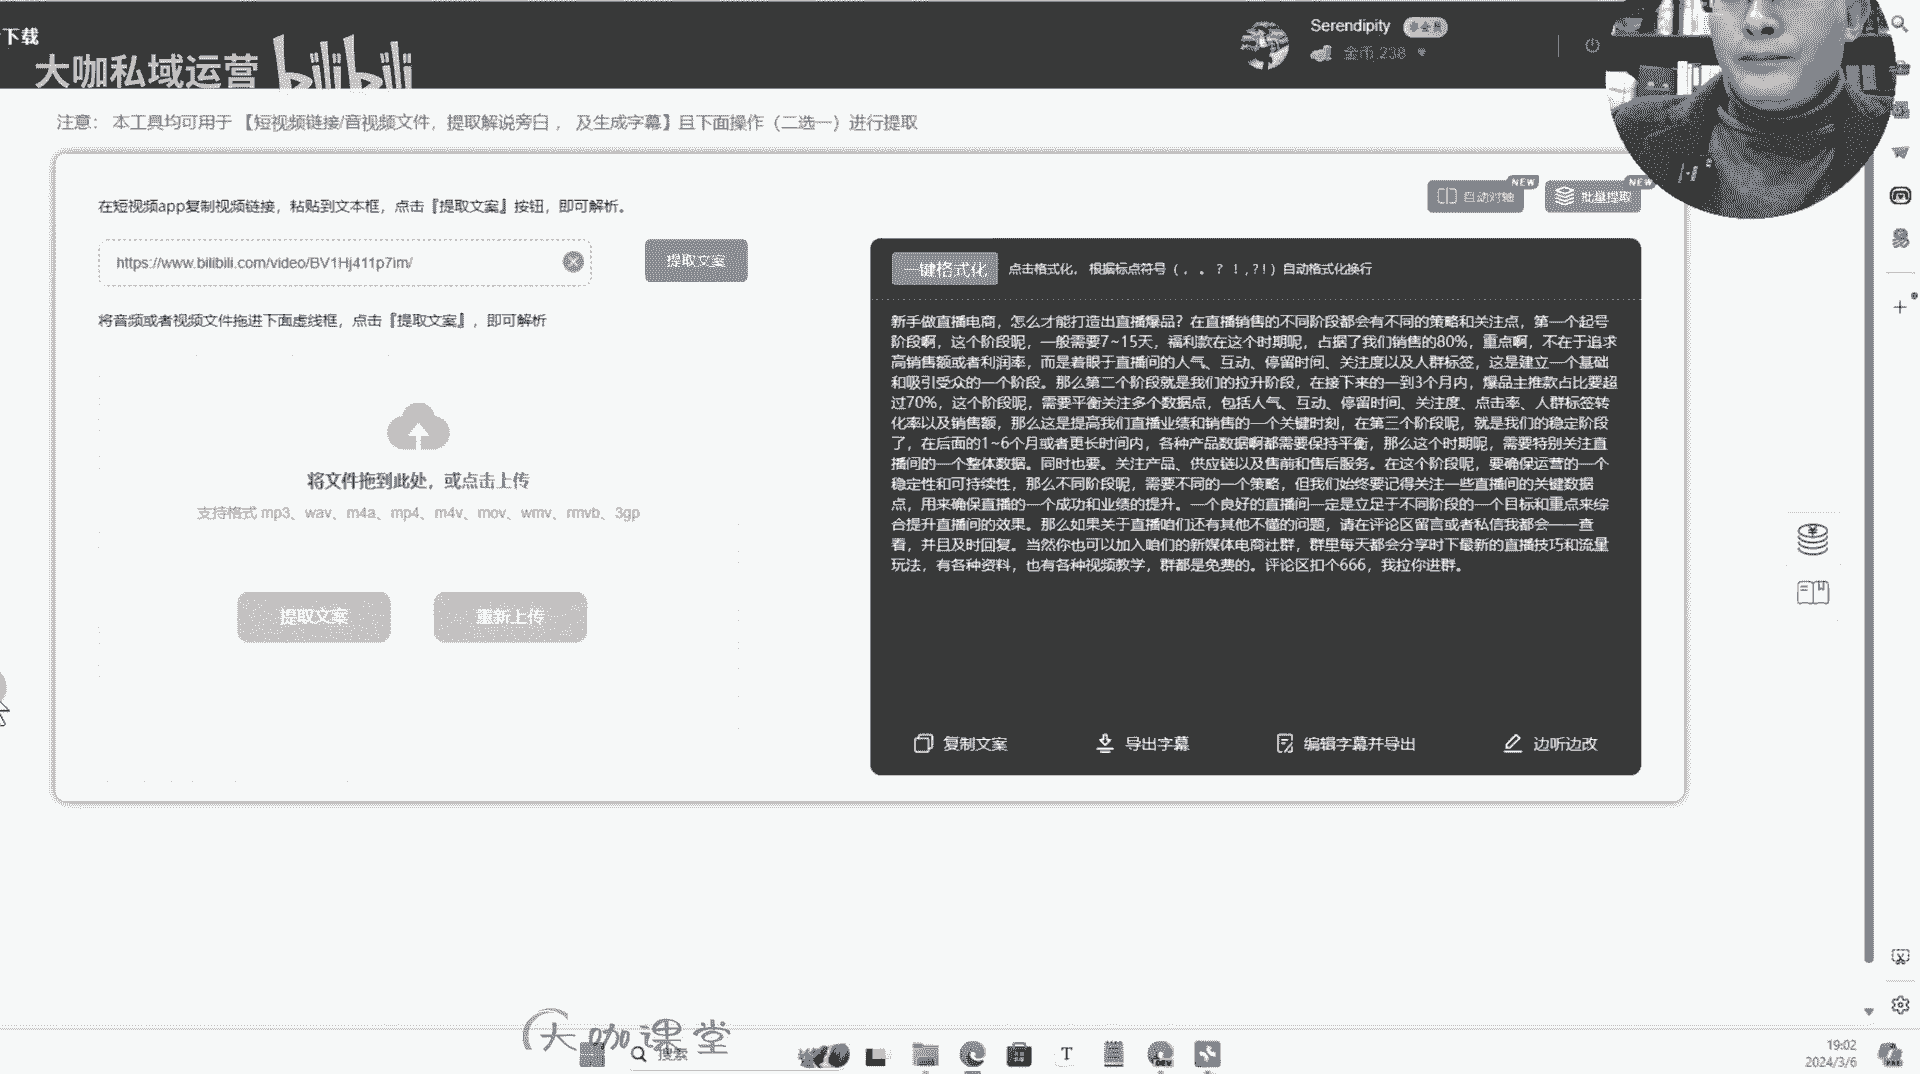 下载
大咖私域运营 bilibili
Serendipity 非会员
金币:238
注意： 本工具均可用于 【短视频链接/音视频文件，提取解说旁白 ， 及生成字幕】且下面操作（二选一）进行提取
在短视频app复制视频链接，粘贴到文本框，点击『提取文案』按钮，即可解析。
NEW
NEW
自动对轴
批量提取
https://www.bilibili.com/video/BV1Hj411p7im/
提取文案
一键格式化 点击格式化， 根据标点符号（ , 。 ？ ！,?!）自动格式化换行
将音频或者视频文件拖进下面虚线框，点击『提取文案』，即可解析
新手做直播电商，怎么才能打造出直播爆品？在直播销售的不同阶段都会有不同的策略和关注点，第一个起号
阶段啊，这个阶段呢，一般需要7~15天，福利款在这个时期呢，占据了我们销售的80%，重点啊，不在于追求
高销售额或者利润率，而是着眼于直播间的人气、互动、停留时间、关注度以及人群标签，这是建立一个基础
和吸引受众的一个阶段。那么第二个阶段就是我们的拉升阶段，在接下来的一到3个月内，爆品主推款占比要超
过70%，这个阶段呢，需要平衡关注多个数据点，包括人气、互动、停留时间、关注度、点击率、人群标签转
化率以及销售额，那么这是提高我们直播业绩和销售的一个关键时刻，在第三个阶段呢，就是我们的稳定阶段
了，在后面的1~6个月或者更长时间内，各种产品数据啊都需要保持平衡，那么这个时期呢，需要特别关注直
播间的一个整体数据。同时也要。关注产品、供应链以及售前和售后服务。在这个阶段呢，要确保运营的一个
稳定性和可持续性，那么不同阶段呢，需要不同的一个策略，但我们始终要记得关注一些直播间的关键数据
点，用来确保直播的一个成功和业绩的提升。一个良好的直播间一定是立足于不同阶段的一个目标和重点来综
合提升直播间的效果。那么如果关于直播咱们还有其他不懂的问题，请在评论区留言或者私信我都会一一查
看，并且及时回复。当然你也可以加入咱们的新媒体电商社群，群里每天都会分享时下最新的直播技巧和流量
玩法，有各种资料，也有各种视频教学，群都是免费的。评论区扣个666，我拉你进群。
将文件拖到此处，或点击上传
支持格式 mp3、wav、m4a、mp4、m4v、mov、wmv、rmvb、3gp
提取文案
重新上传
复制文案
导出字幕
编辑字幕并导出
边听边改
大咖课堂
搜索
T
DEV
19:02
2024/3/6